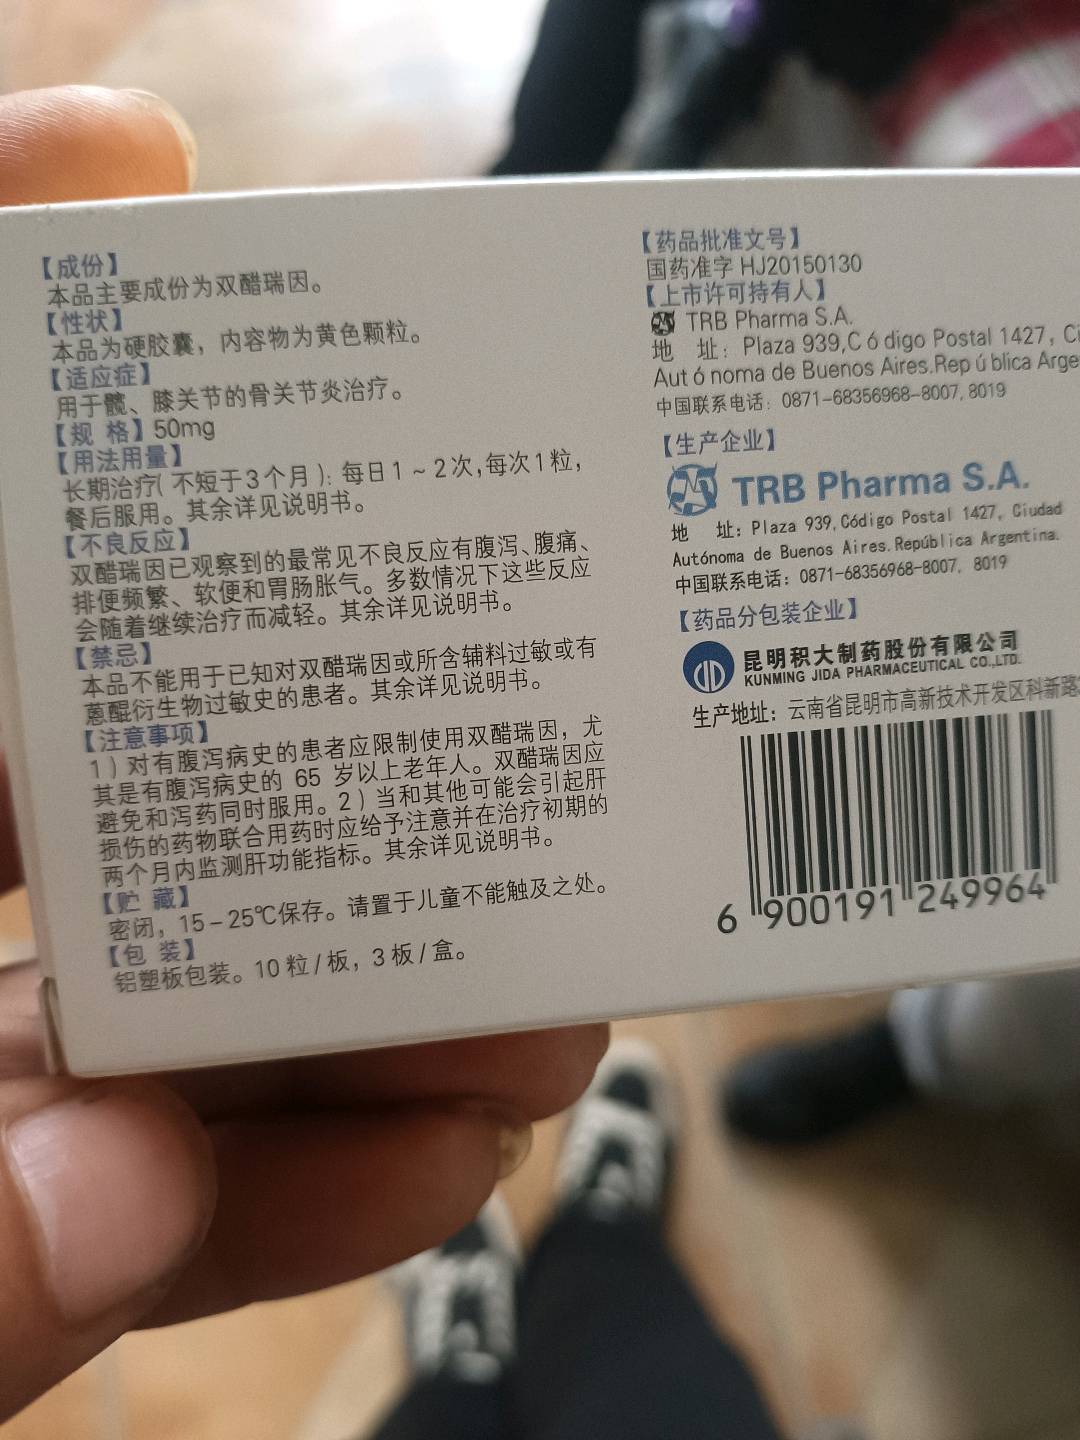 【成份】
本品主要成份为双醋瑞因。
【性状】
本品为硬胶囊，内容物为黄色颗粒。
【适应症】
用于髋、膝关节的骨关节炎治疗。
【规 格】50mg
【用法用量】
长期治疗(不短于3个月)：每日1～2次,每次1粒,
餐后服用。其余详见说明书。
【不良反应】
双醋瑞因已观察到的最常见不良反应有腹泻、腹痛、
排便频繁、软便和胃肠胀气。多数情况下这些反应
会随着继续治疗而减轻。其余详见说明书。
【禁忌】
本品不能用于已知对双醋瑞因或所含辅料过敏或有
蒽醌衍生物过敏史的患者。其余详见说明书。
【注意事项】
1）对有腹泻病史的患者应限制使用双醋瑞因，尤
其是有腹泻病史的 65 岁以上老年人。双醋瑞因应
避免和泻药同时服用。2）当和其他可能会引起肝
损伤的药物联合用药时应给予注意并在治疗初期的
两个月内监测肝功能指标。其余详见说明书。
【贮 藏】
密闭，15–25℃保存。请置于儿童不能触及之处。
【包 装】
铝塑板包装。10粒/板，3板/盒。
【药品批准文号】
国药准字 HJ20150130
【上市许可持有人】
TRB Pharma S.A.
地 址：Plaza 939,C ó digo Postal 1427, Ci
Aut ó noma de Buenos Aires.Rep ú blica Arge
中国联系电话：0871-68356968-8007,8019
【生产企业】
TRB Pharma S.A.
地 址：Plaza 939,Código Postal 1427, Ciudad
Autónoma de Buenos Aires.República Argentina.
中国联系电话：0871-68356968-8007, 8019
【药品分包装企业】
昆明积大制药股份有限公司
KUNMING JIDA PHARMACEUTICAL CO.,LTD.
生产地址：云南省昆明市高新技术开发区科新路
6 900191 249964